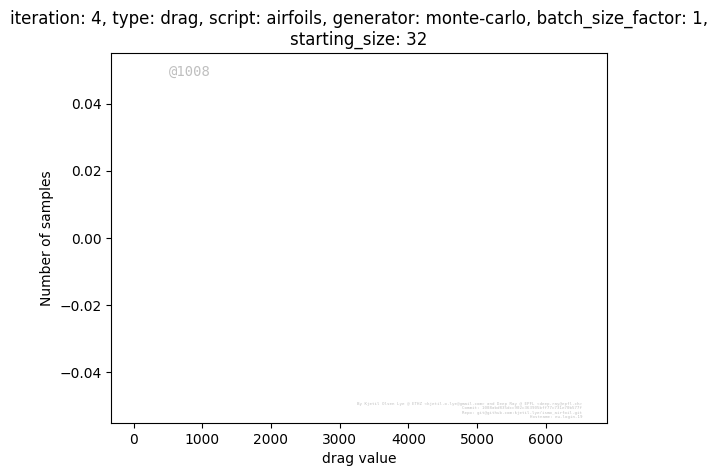 iteration: 4, type: drag, script: airfoils, generator: monte-carlo, batch_size_factor: 1,
starting_size: 32
@1008
0.04
0.02
0.00
−0.02
−0.04
Number of samples
0 1000 2000 3000 4000 5000 6000
drag value